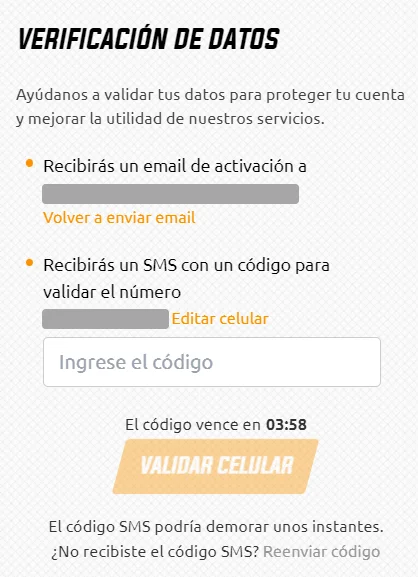 VERIFICACIÓN DE DATOS
Ayúdanos a validar tus datos para proteger tu cuenta
y mejorar la utilidad de nuestros servicios.
Recibirás un email de activación a
Volver a enviar email
Recibirás un SMS con un código para
validar el número
Editar celular
Ingrese el código
El código vence en 03:58
VALIDAR CELULAR
El código SMS podría demorar unos instantes.
¿No recibiste el código SMS? Reenviar código